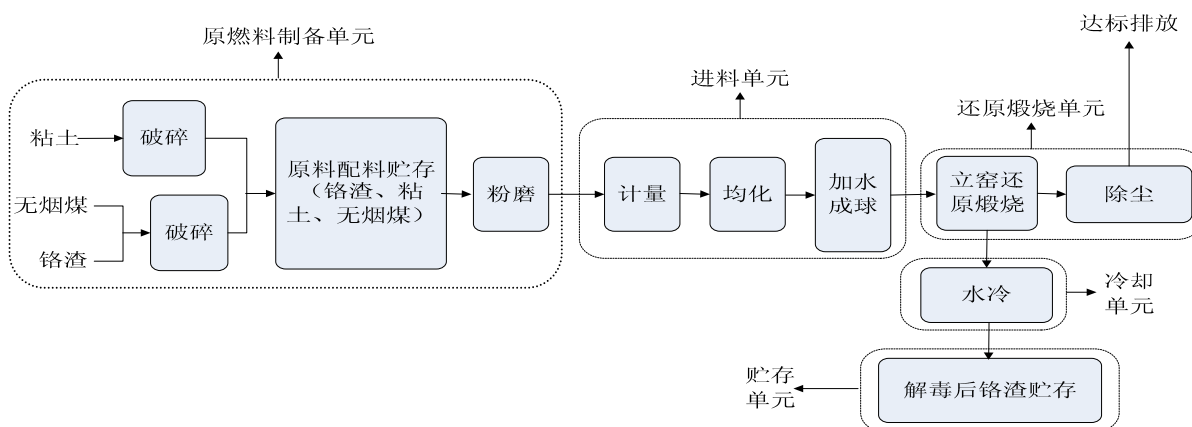 达标排放
原燃料制备单元
进料单元
还原煅烧单元
粘土
破碎
无烟煤
铬渣
破碎
原料配料贮存
（铬渣、粘
土、无烟煤）
粉磨
计量
均化
加水
成球
立窑还
原煅烧
除尘
水冷
冷却
单元
贮存
单元
解毒后铬渣贮存